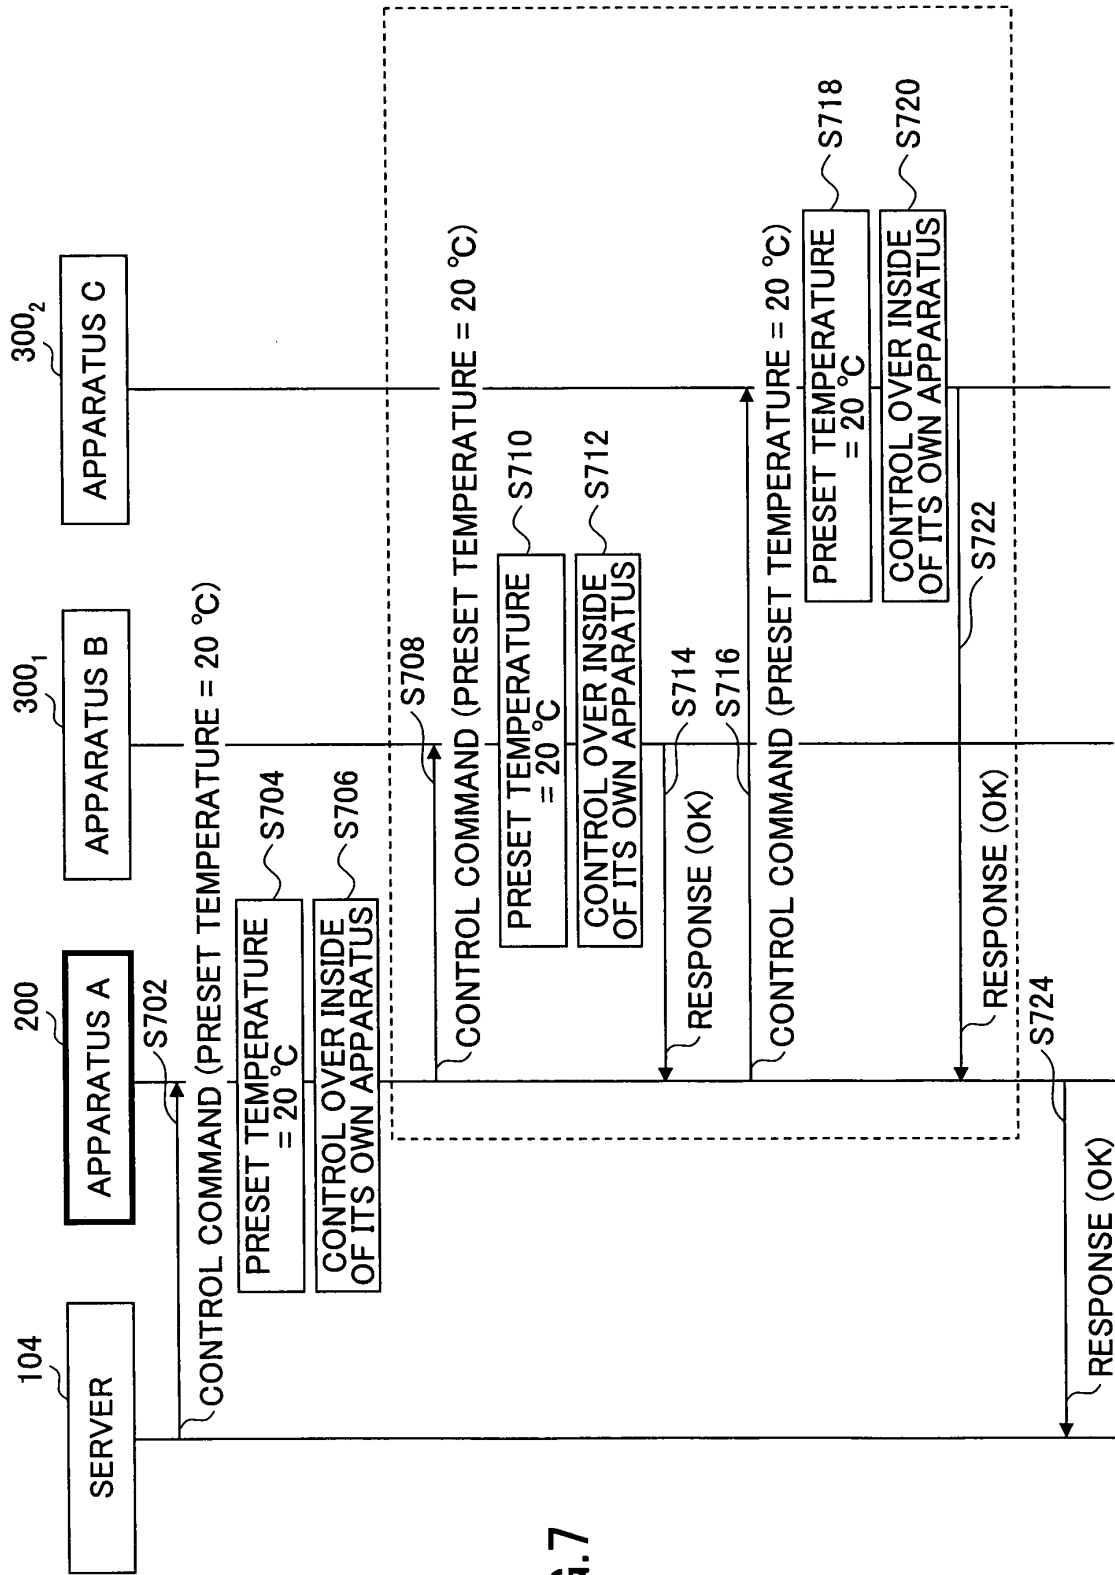 104
SERVER
200
APPARATUS A
300₁
APPARATUS B
300₂
APPARATUS C
S702
CONTROL COMMAND (PRESET TEMPERATURE = 20 °C)
PRESET TEMPERATURE
= 20 °C
S704
CONTROL OVER INSIDE
OF ITS OWN APPARATUS
S706
S708
CONTROL COMMAND (PRESET TEMPERATURE = 20 °C)
PRESET TEMPERATURE
= 20 °C
S710
CONTROL OVER INSIDE
OF ITS OWN APPARATUS
S712
RESPONSE (OK)
S714
S716
CONTROL COMMAND (PRESET TEMPERATURE = 20 °C)
PRESET TEMPERATURE
= 20 °C
S718
CONTROL OVER INSIDE
OF ITS OWN APPARATUS
S720
S722
RESPONSE (OK)
S724
RESPONSE (OK)